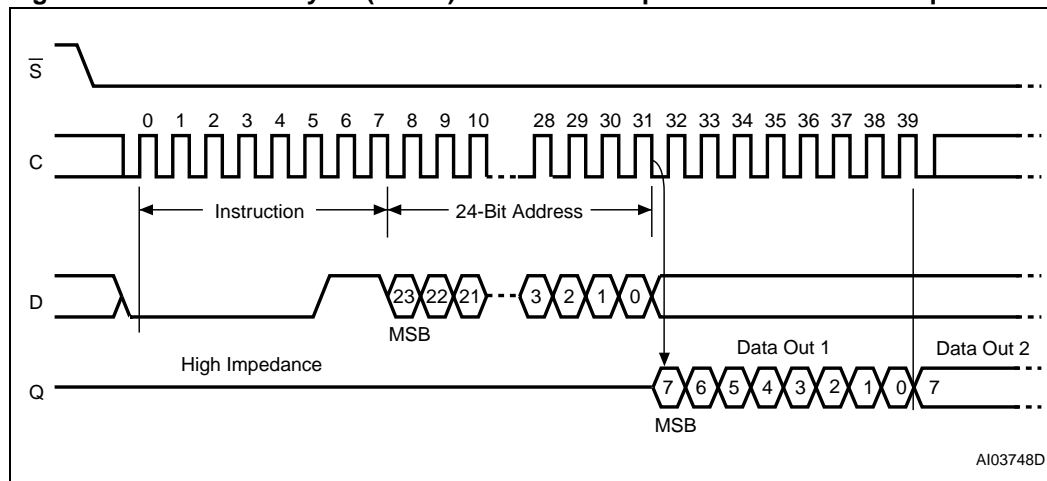 S
0 1 2 3 4 5 6 7 8 9 10 28 29 30 31 32 33 34 35 36 37 38 39
C
Instruction 24-Bit Address
D
23 22 21 3 2 1 0
MSB
High Impedance Data Out 1 Data Out 2
Q
7 6 5 4 3 2 1 0 7
MSB
AI03748D